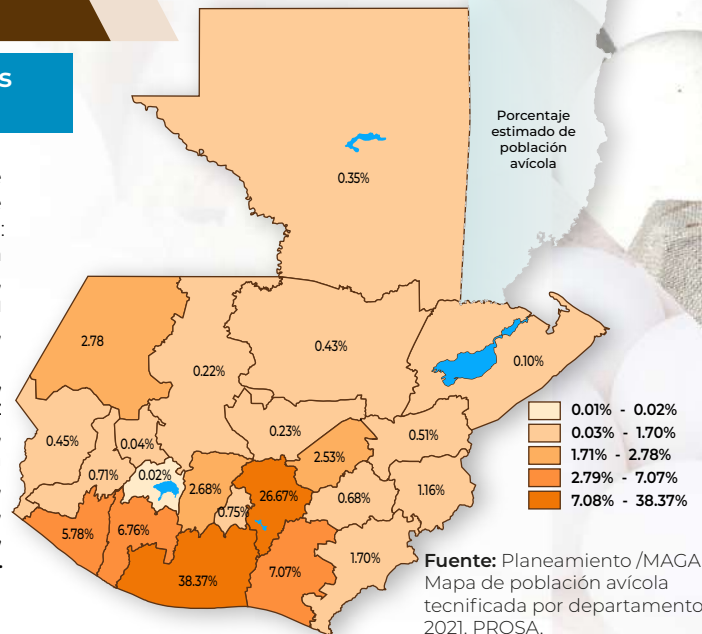 s
Porcentaje
estimado de
población
avícola
0.35%
2.78
0.22%
0.43%
0.10%
0.45%
0.04%
0.23%
0.51%
2.53%
0.71%
0.02%
2.68%
0.75%
26.67%
0.68%
1.16%
5.78%
6.76%
38.37%
7.07%
1.70%
0.01% - 0.02%
0.03% - 1.70%
1.71% - 2.78%
2.79% - 7.07%
7.08% - 38.37%
Fuente: Planeamiento /MAGA
Mapa de población avícola
tecnificada por departamento
2021. PROSA.